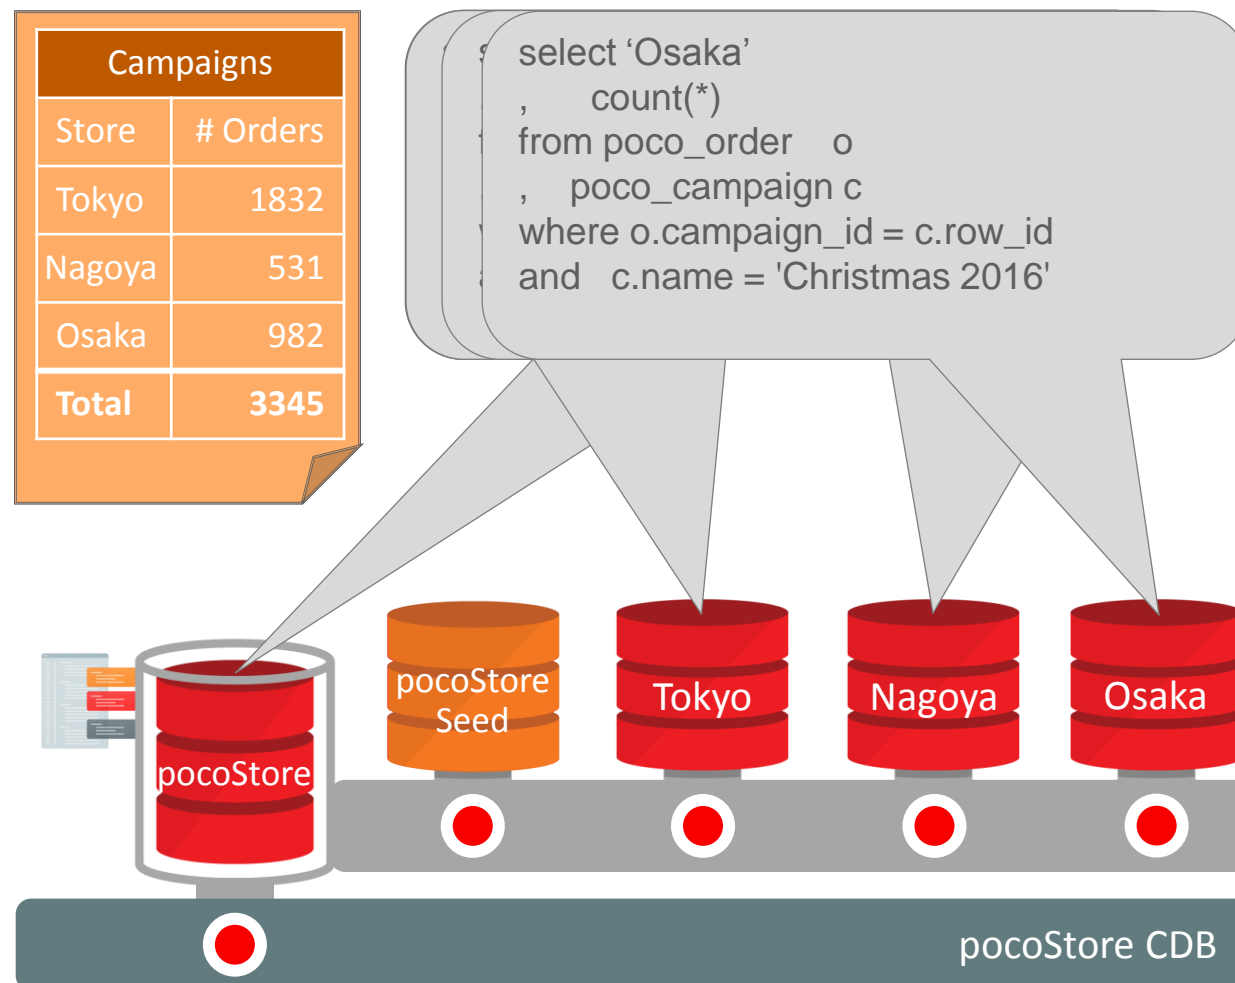 Campaigns
Store # Orders
Tokyo 1832
Nagoya 531
Osaka 982
Total 3345
select ‘Osaka’
, count(*)
from poco_order o
, poco_campaign c
where o.campaign_id = c.row_id
and c.name = 'Christmas 2016'
pocoStore
pocoStore
Seed
Tokyo
Nagoya
Osaka
pocoStore CDB